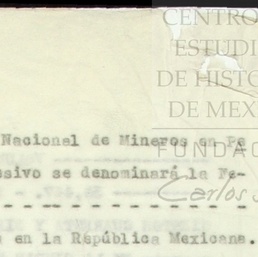 CENTRO
ESTUDI
DE HISTO
DE MEX
FUNDAC
Carlos S
Nacional de Mineros en Pa
sivo se denominará la Fe-
- - - - - - - - - - - - - - - -
en la República Mexicana.